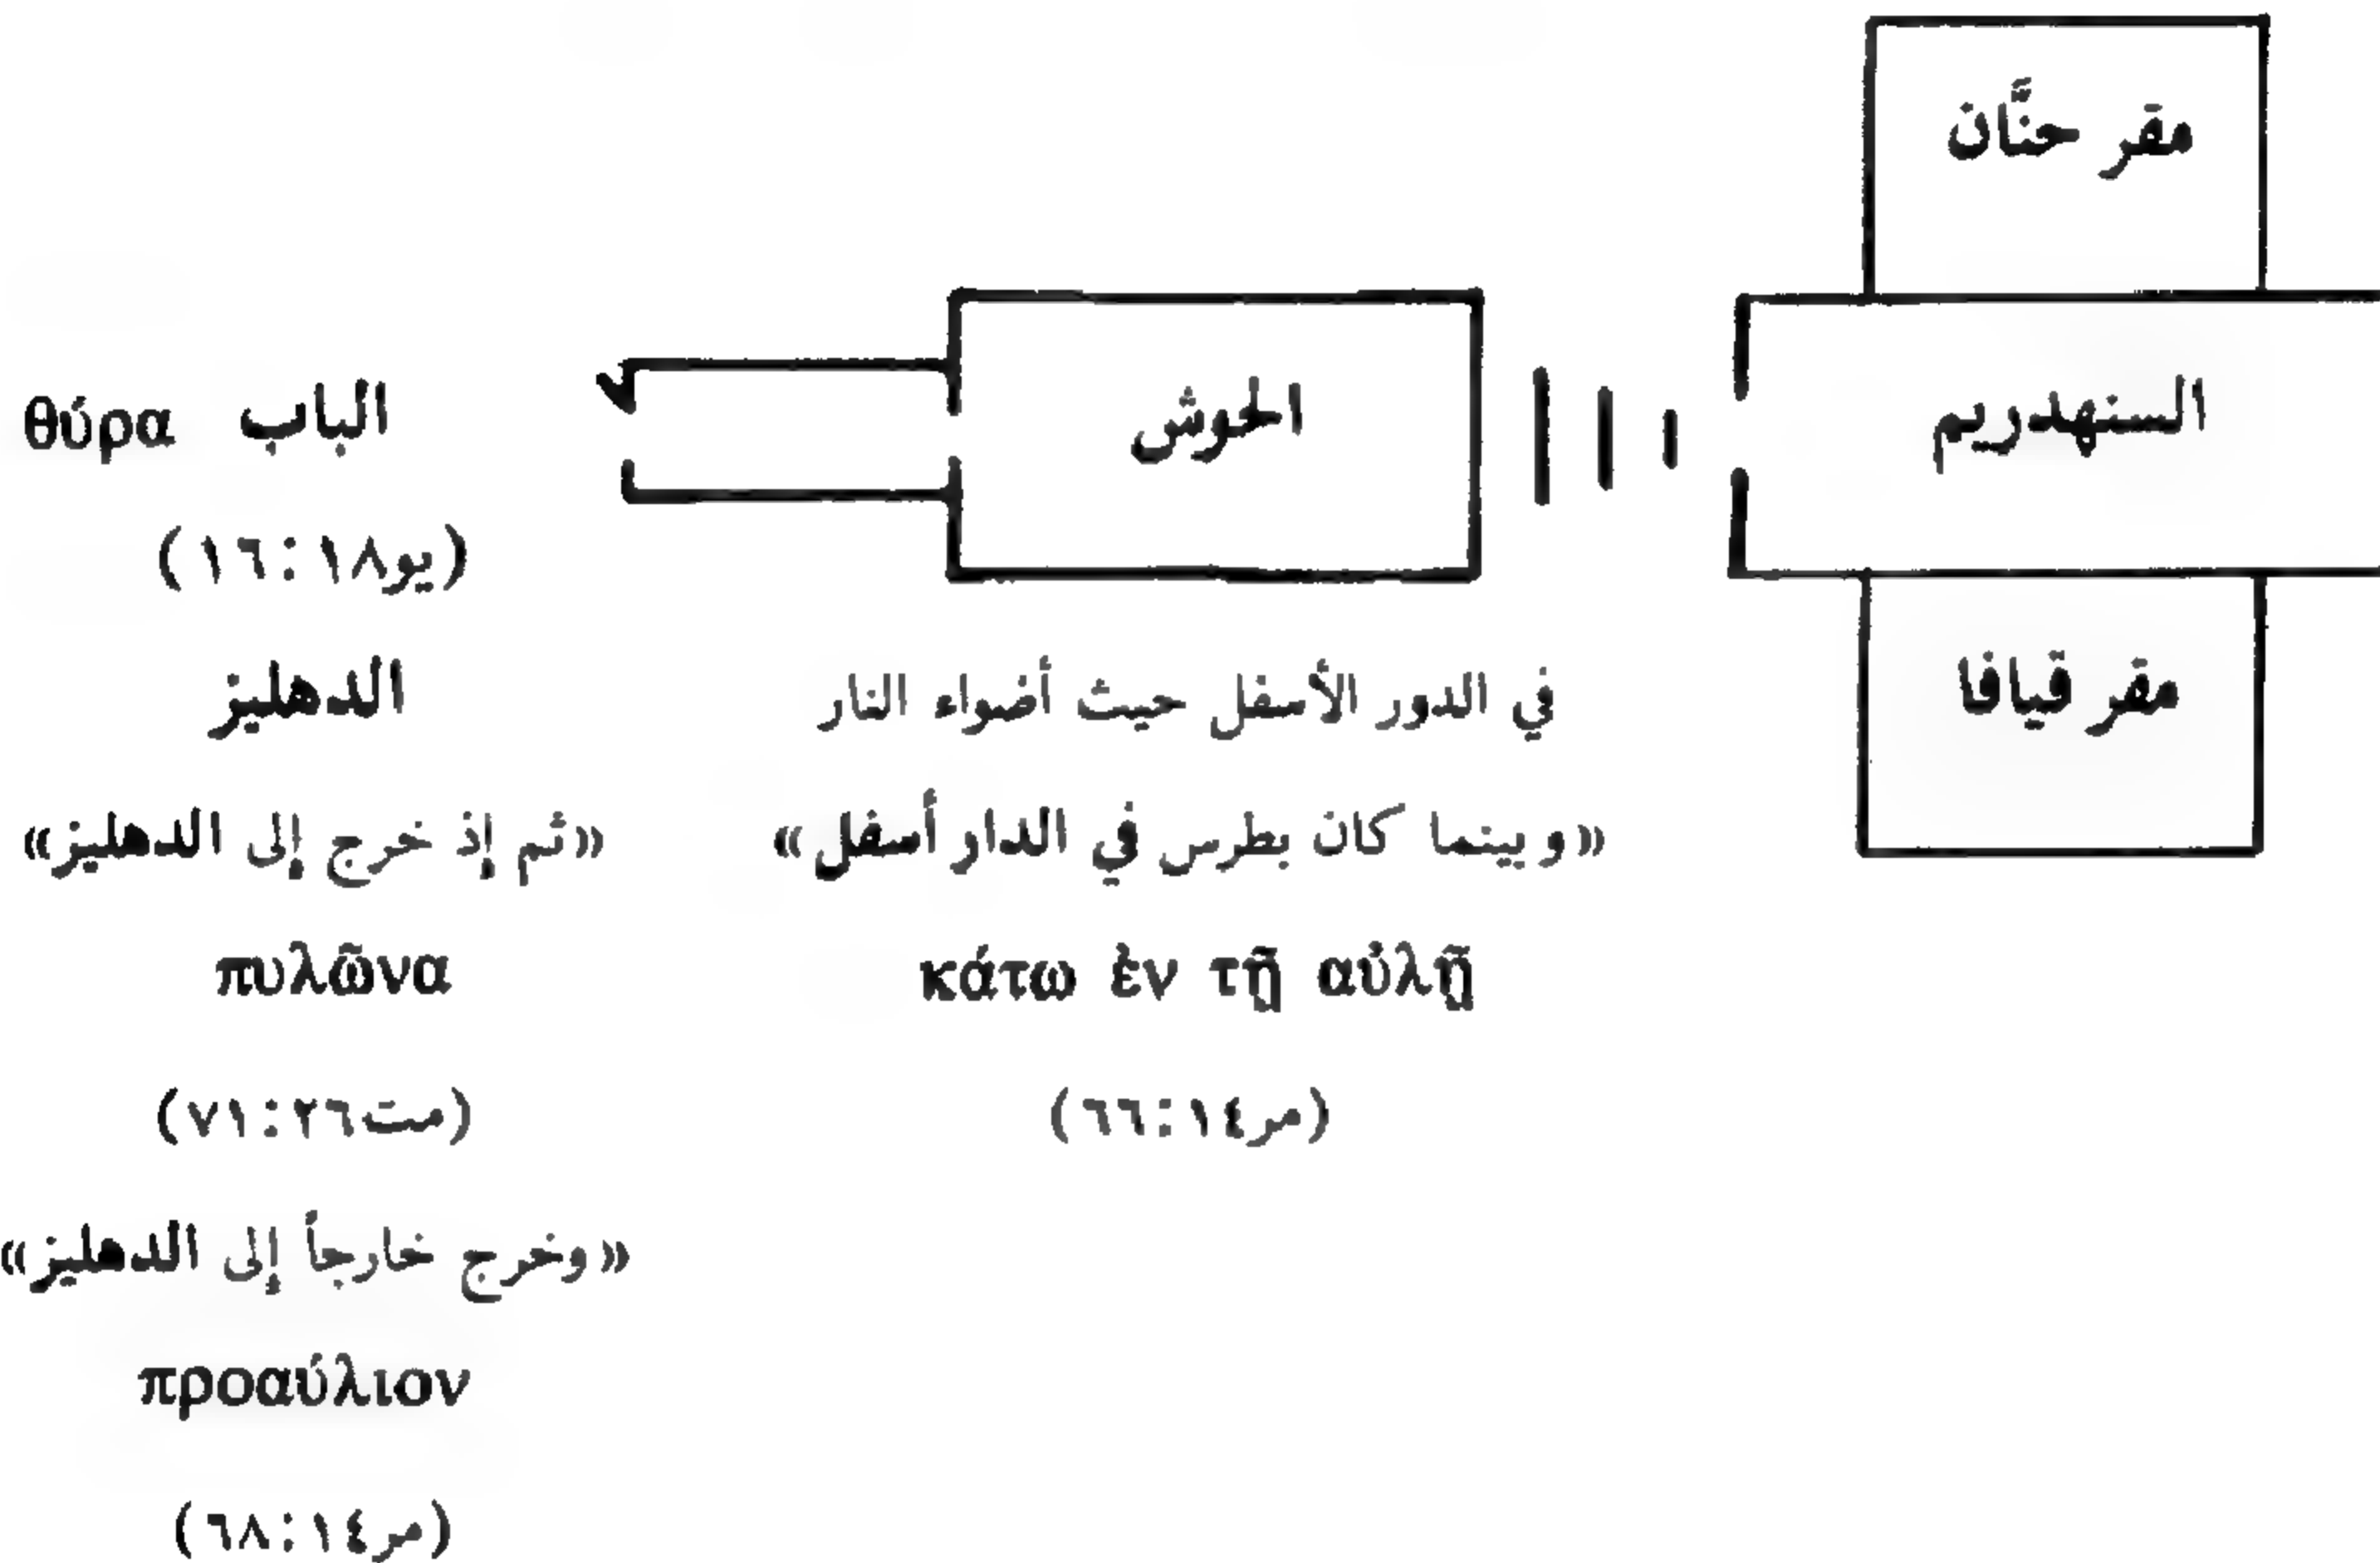 مقر حنَّان
السنهدريم
الحوش
الباب θύρα
(يو١٨:١٦)
مقر قيافا
في الدور الأسفل حيث أضواء النار
الدهليز
«وبينما كان بطرس في الدار أسفل»
«ثم إذ خرج إلى الدهليز»
κάτω ἐν τῇ αὐλῇ
πυλῶνα
(مر١٤:٦٦)
(مت٢٦:٧١)
«وخرج خارجاً إلى الدهليز»
προαύλιον
(مر١٤:٦٨)